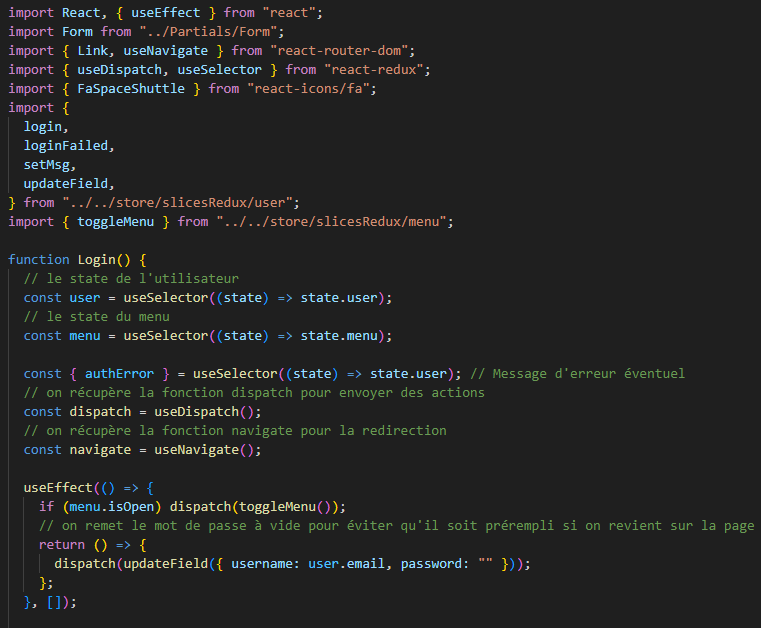 import React, { useEffect } from "react";
import Form from "../Partials/Form";
import { Link, useNavigate } from "react-router-dom";
import { useDispatch, useSelector } from "react-redux";
import { FaSpaceShuttle } from "react-icons/fa";
import {
  login,
  loginFailed,
  setMsg,
  updateField,
} from "../../store/slicesRedux/user";
import { toggleMenu } from "../../store/slicesRedux/menu";

function Login() {
  // le state de l'utilisateur
  const user = useSelector((state) => state.user);
  // le state du menu
  const menu = useSelector((state) => state.menu);

  const { authError } = useSelector((state) => state.user); // Message d'erreur éventuel
  // on récupère la fonction dispatch pour envoyer des actions
  const dispatch = useDispatch();
  // on récupère la fonction navigate pour la redirection
  const navigate = useNavigate();

  useEffect(() => {
    if (menu.isOpen) dispatch(toggleMenu());
    // on remet le mot de passe à vide pour éviter qu'il soit prérempli si on revient sur la page
    return () => {
      dispatch(updateField({ username: user.email, password: "" }));
    };
  }, []);